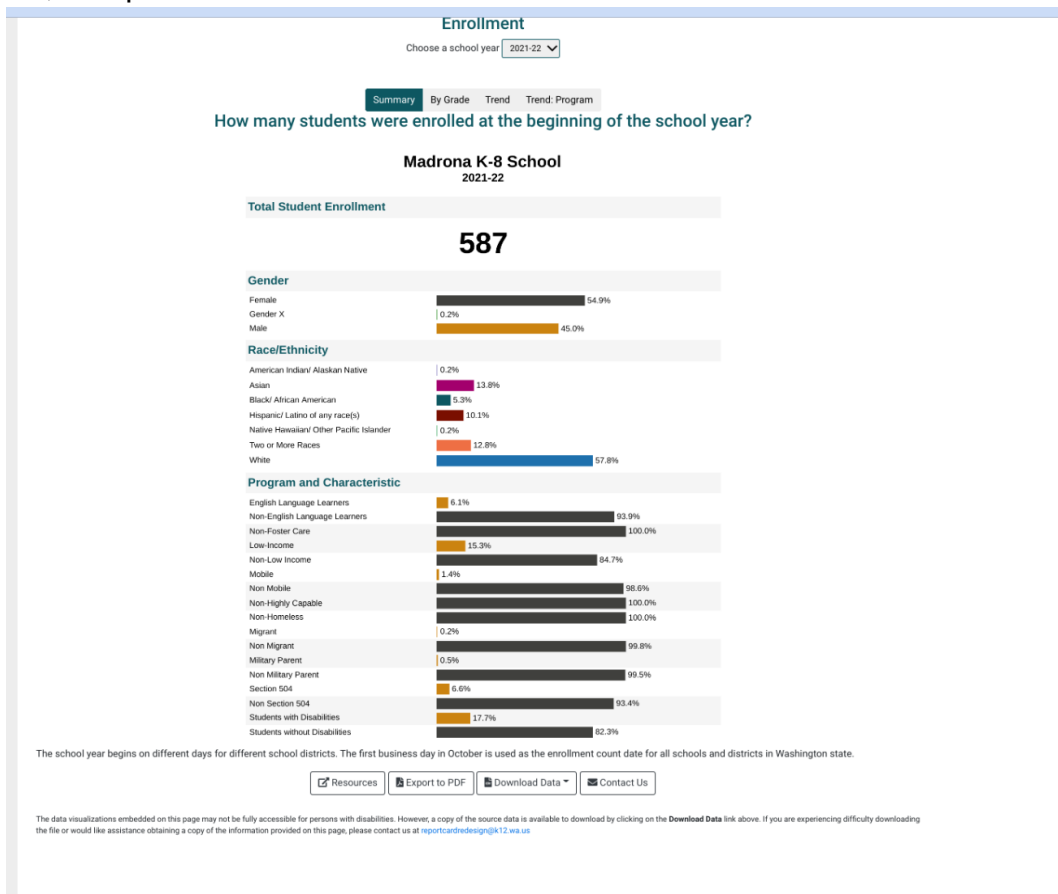 Enrollment
Choose a school year 2021-22
Summary By Grade Trend Trend: Program
How many students were enrolled at the beginning of the school year?
Madrona K-8 School
2021-22
Total Student Enrollment
587
Gender
Female 54.9%
Gender X 0.2%
Male 45.0%
Race/Ethnicity
American Indian/ Alaskan Native 0.2%
Asian 13.8%
Black/ African American 5.3%
Hispanic/ Latino of any race(s) 10.1%
Native Hawaiian/ Other Pacific Islander 0.2%
Two or More Races 12.8%
White 57.8%
Program and Characteristic
English Language Learners 6.1%
Non-English Language Learners 93.9%
Non-Foster Care 100.0%
Low-Income 15.3%
Non-Low Income 84.7%
Mobile 1.4%
Non Mobile 98.6%
Non-Highly Capable 100.0%
Non-Homeless 100.0%
Migrant 0.2%
Non Migrant 99.8%
Military Parent 0.5%
Non Military Parent 99.5%
Section 504 6.6%
Non Section 504 93.4%
Students with Disabilities 17.7%
Students without Disabilities 82.3%
The school year begins on different days for different school districts. The first business day in October is used as the enrollment count date for all schools and districts in Washington state.
Resources Export to PDF Download Data Contact Us
The data visualizations embedded on this page may not be fully accessible for persons with disabilities. However, a copy of the source data is available to download by clicking on the Download Data link above. If you are experiencing difficulty downloading
the file or would like assistance obtaining a copy of the information provided on this page, please contact us at reportcardredesign@k12.wa.us